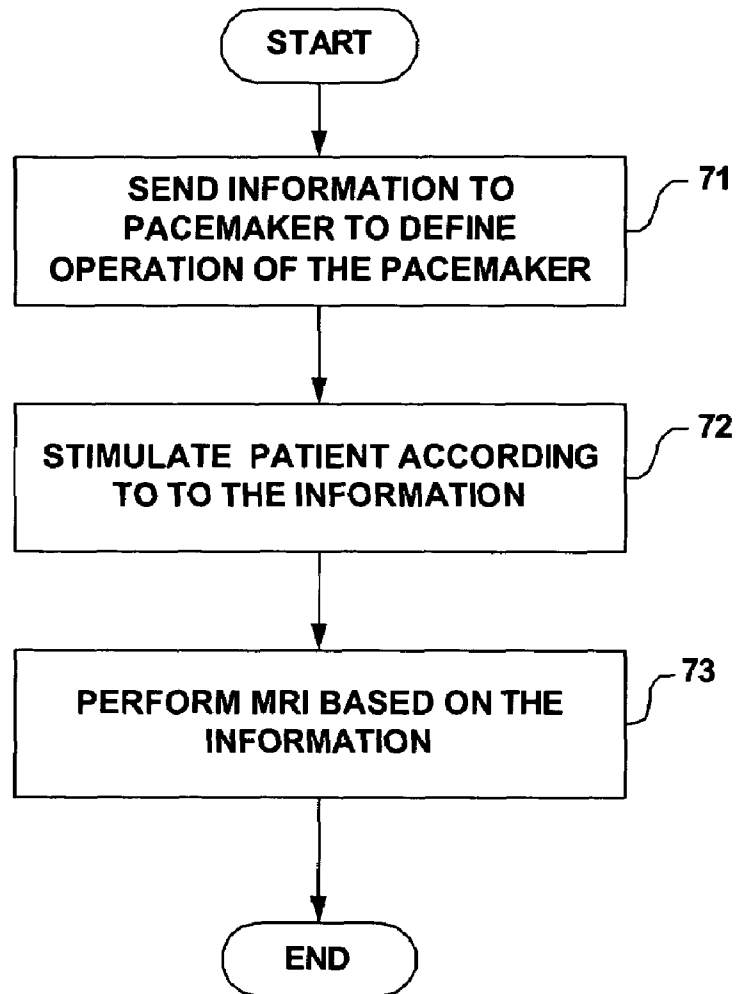 START
SEND INFORMATION TO
PACEMAKER TO DEFINE
OPERATION OF THE PACEMAKER
71
STIMULATE PATIENT ACCORDING
TO TO THE INFORMATION
72
PERFORM MRI BASED ON THE
INFORMATION
73
END